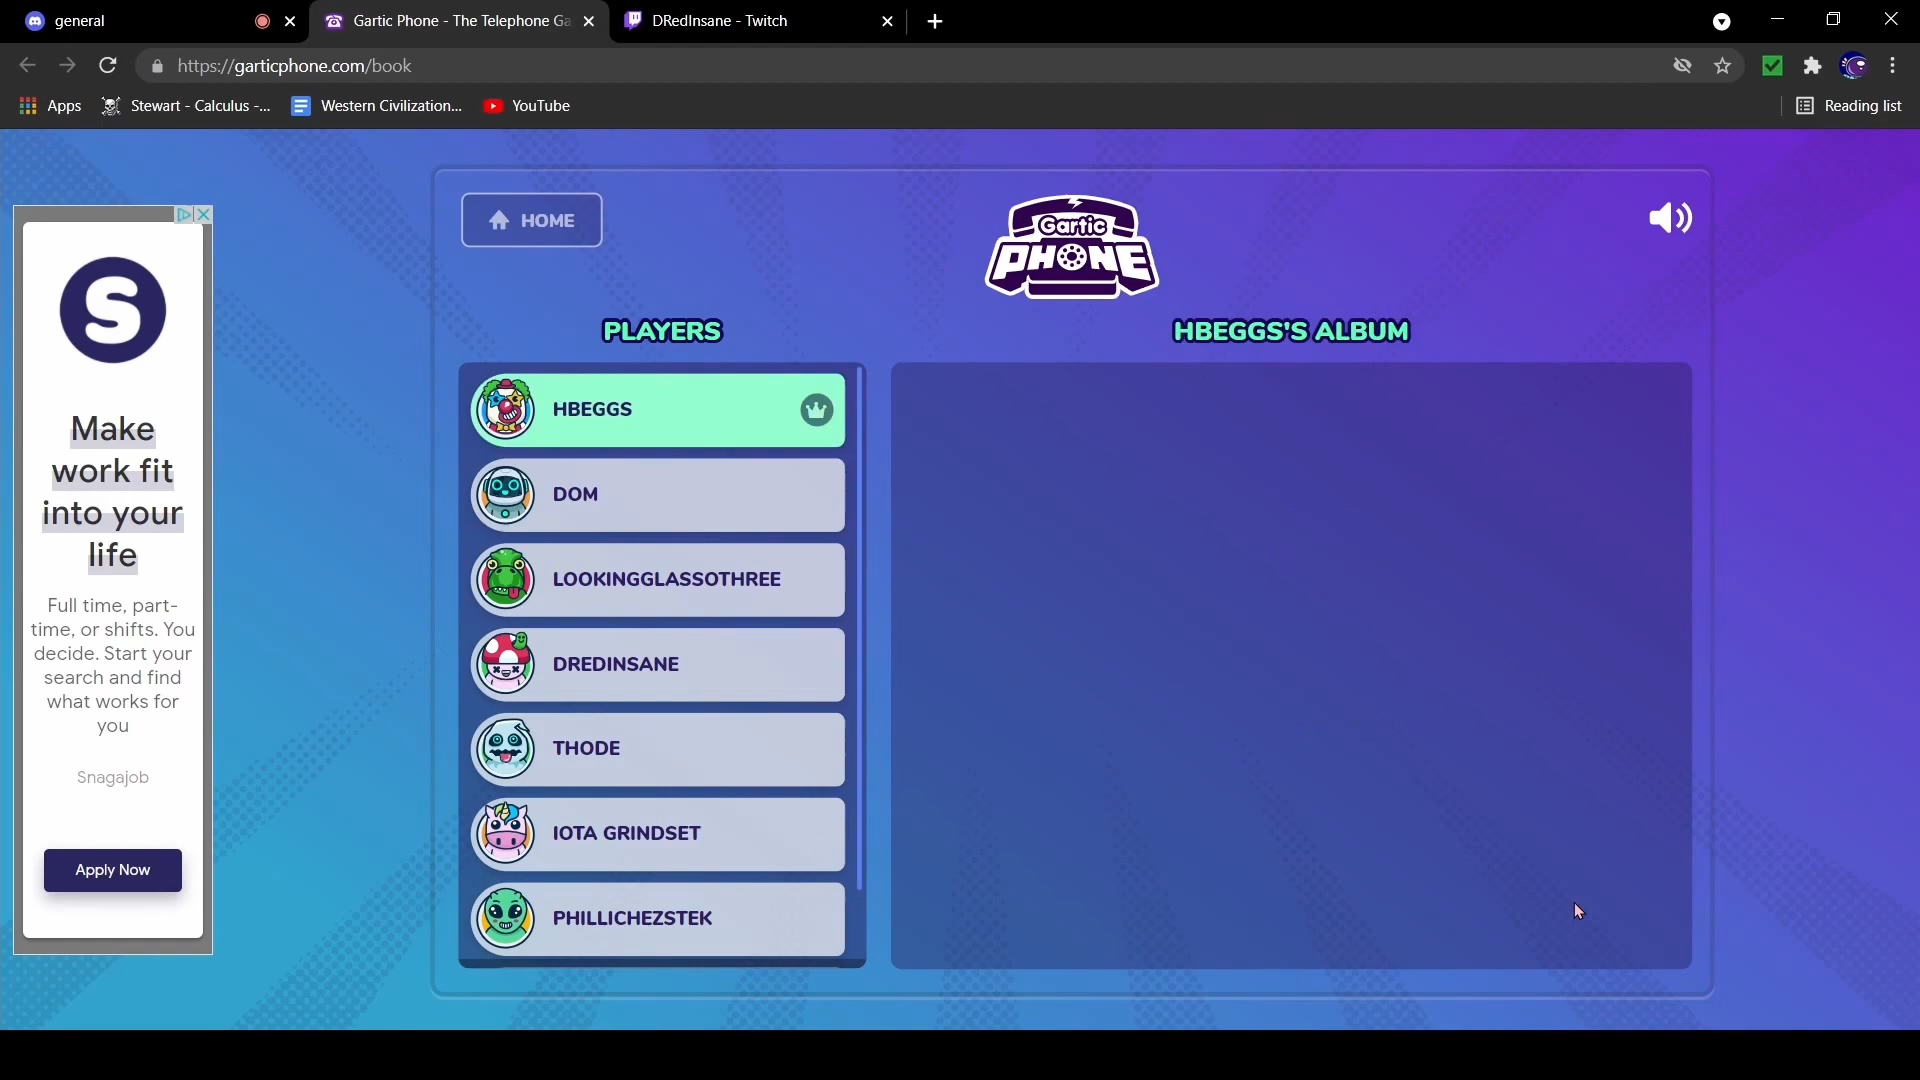 general
Gartic Phone - The Telephone Ga
DRedInsane - Twitch
https://garticphone.com/book
Apps
Stewart - Calculus -...
Western Civilization...
YouTube
Reading list
HOME
Gartic
PHONE
PLAYERS
HBEGGS'S ALBUM
HBEGGS
DOM
LOOKINGGLASSOTHREE
DREDINSANE
THODE
IOTA GRINDSET
PHILLICHEZSTEK
S
Make
work fit
into your
life
Full time, part-
time, or shifts. You
decide. Start your
search and find
what works for
you
Snagajob
Apply Now